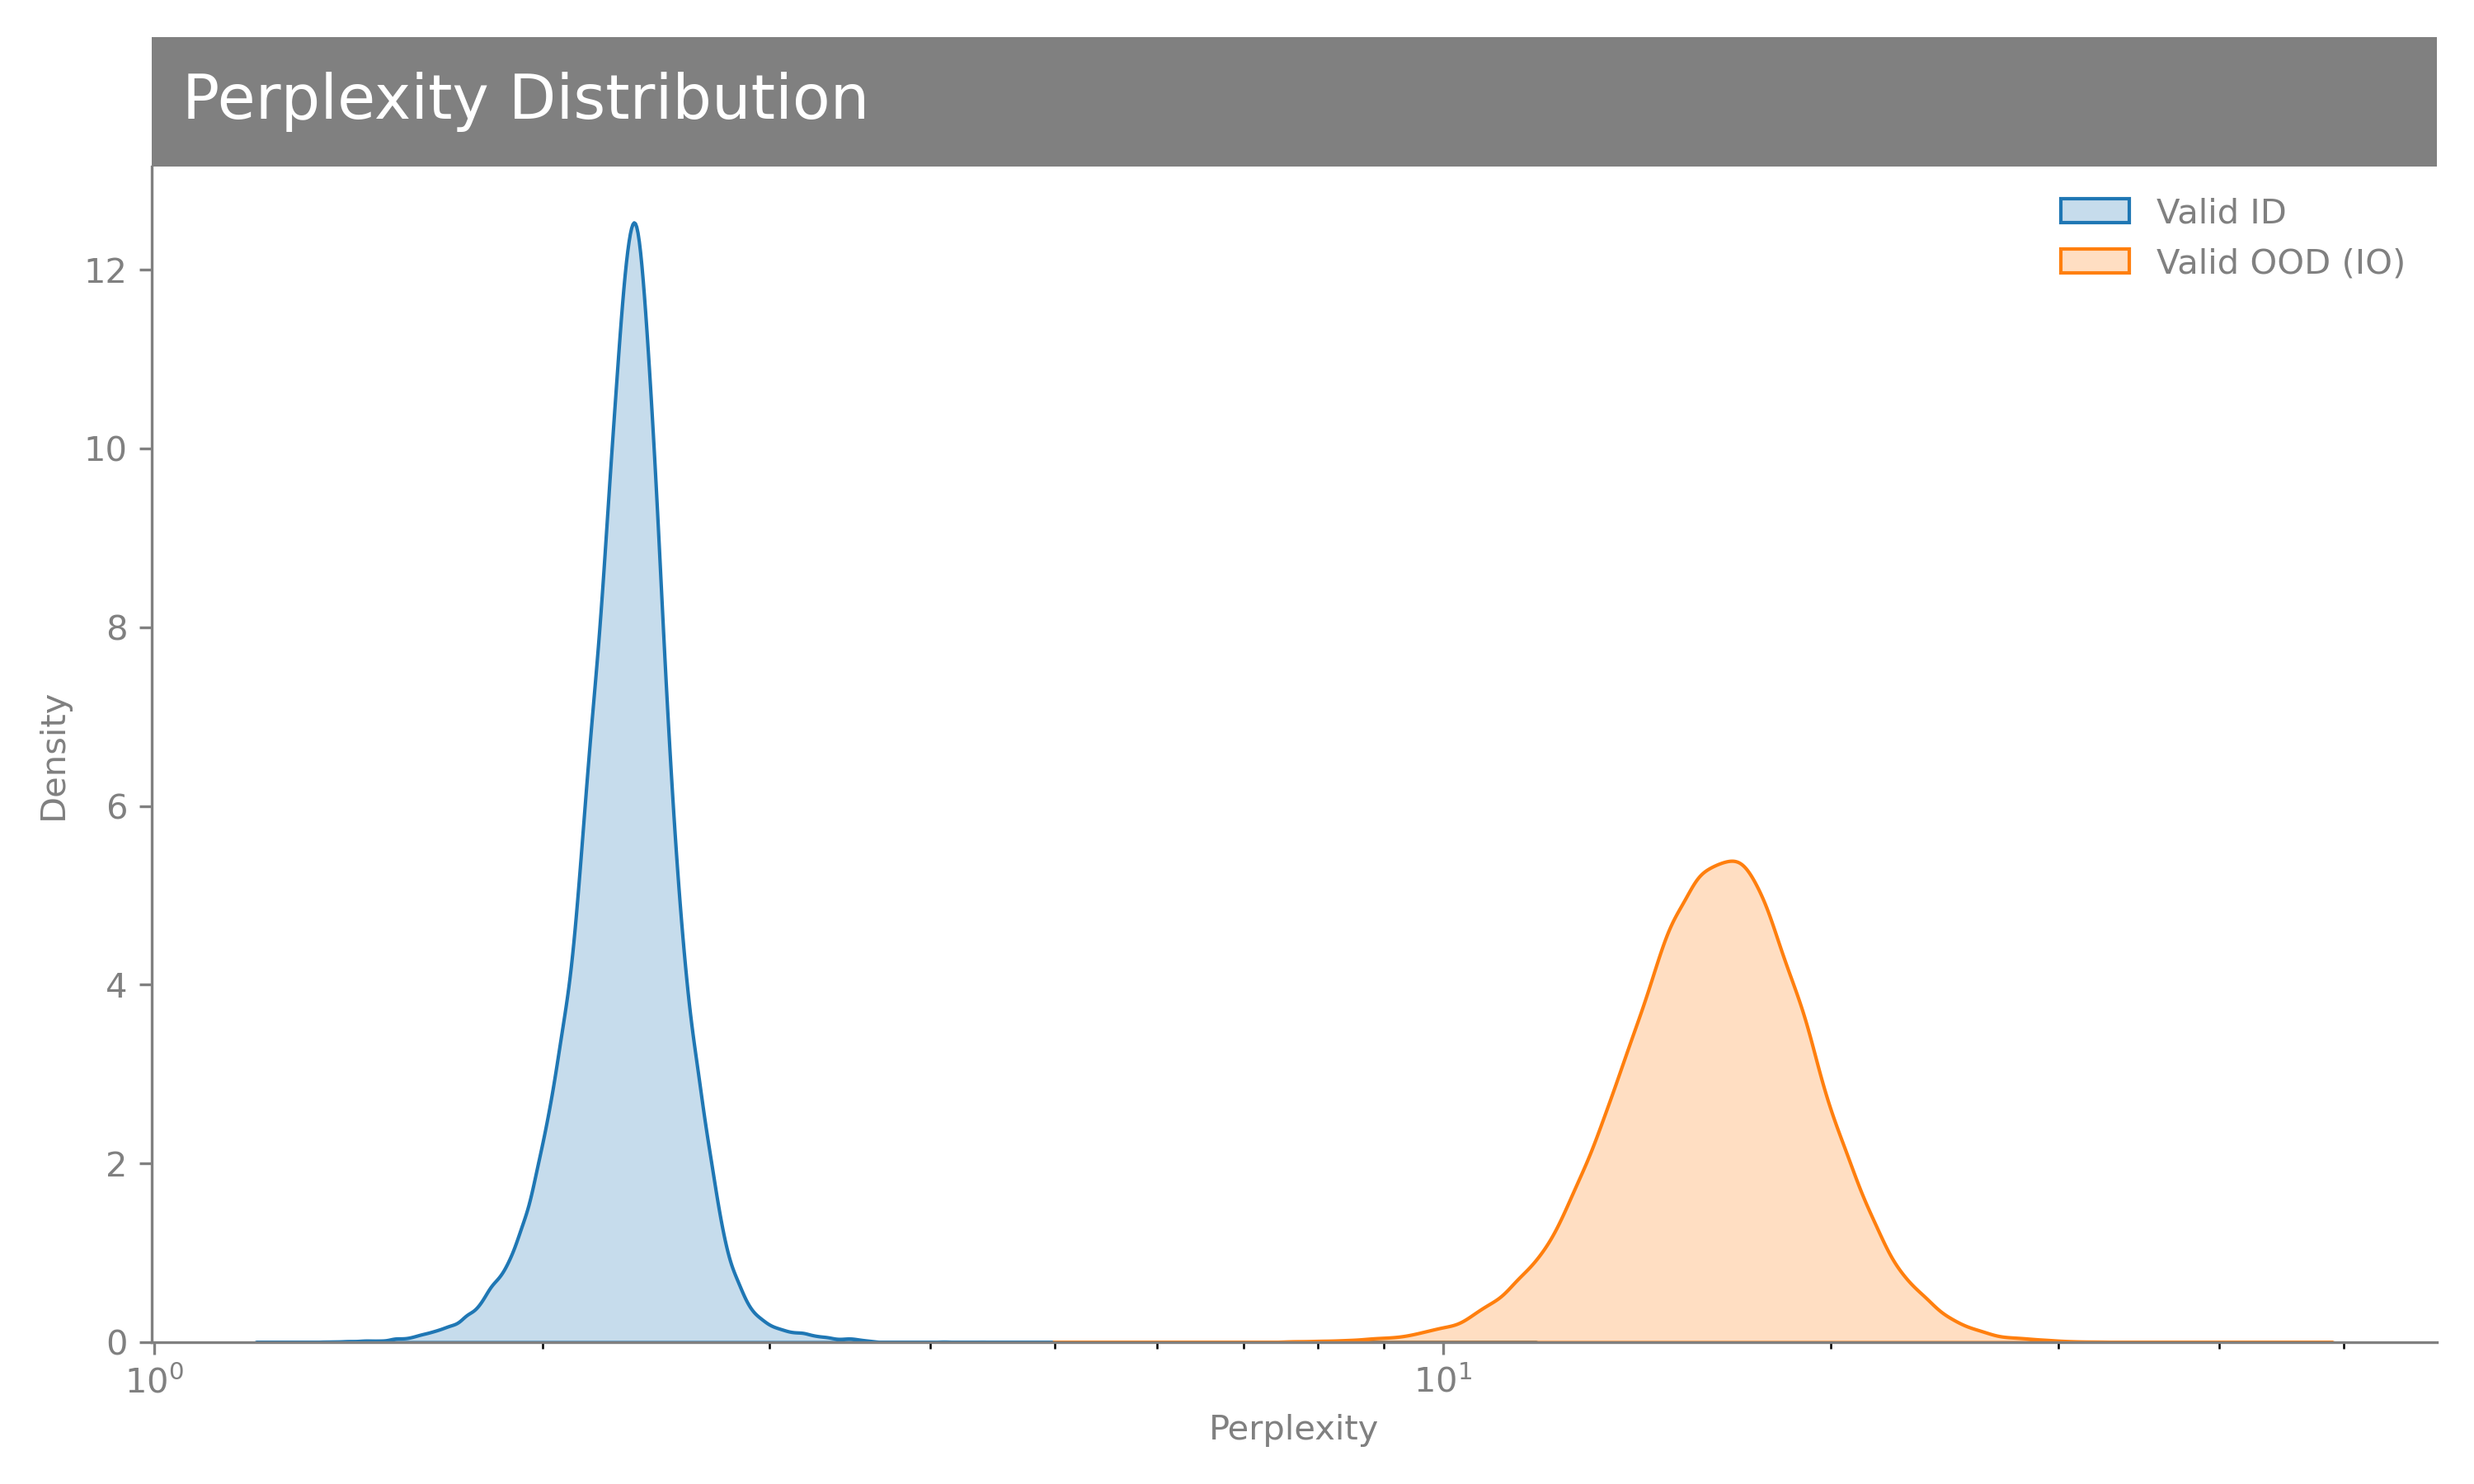 Perplexity Distribution
Valid ID
Valid OOD (IO)
12
10
8
6
4
2
0
Density
10⁰
10¹
Perplexity